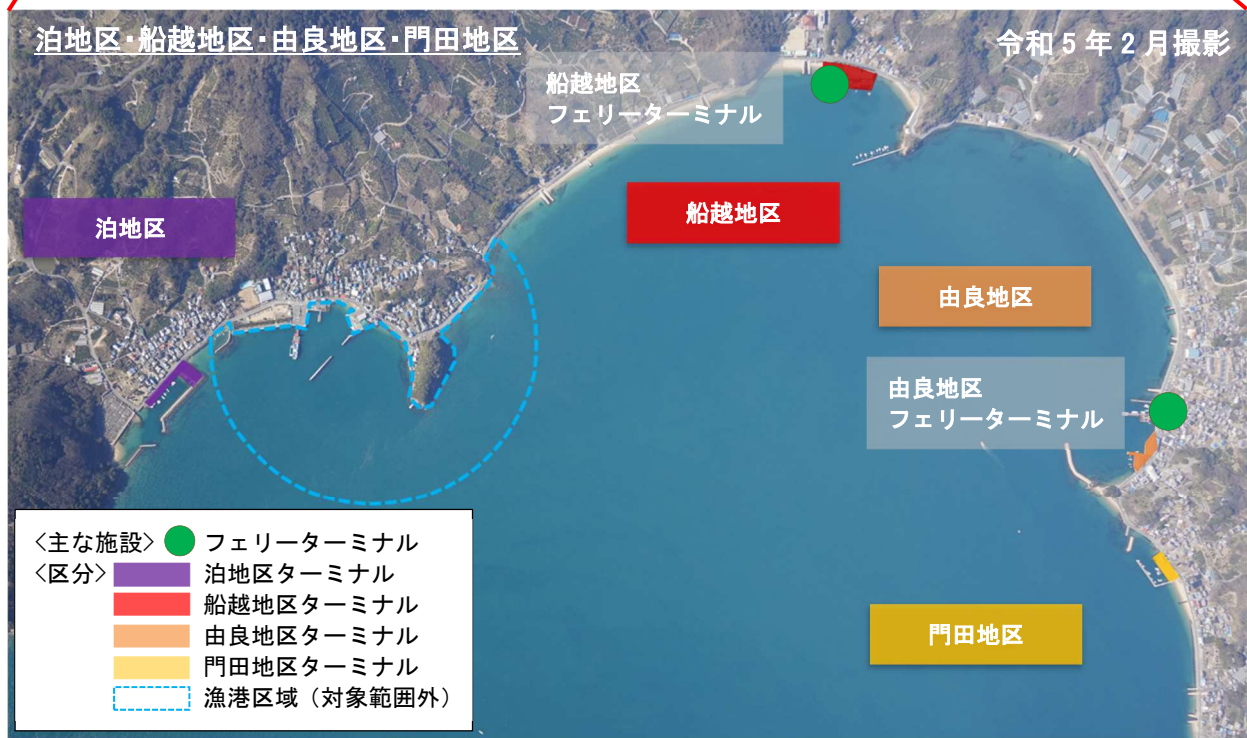 泊地区・船越地区・由良地区・門田地区
令和5年2月撮影
船越地区
フェリーターミナル
船越地区
泊地区
由良地区
由良地区
フェリーターミナル
門田地区
<主な施設> フェリーターミナル
<区分> 泊地区ターミナル
船越地区ターミナル
由良地区ターミナル
門田地区ターミナル
漁港区域（対象範囲外）